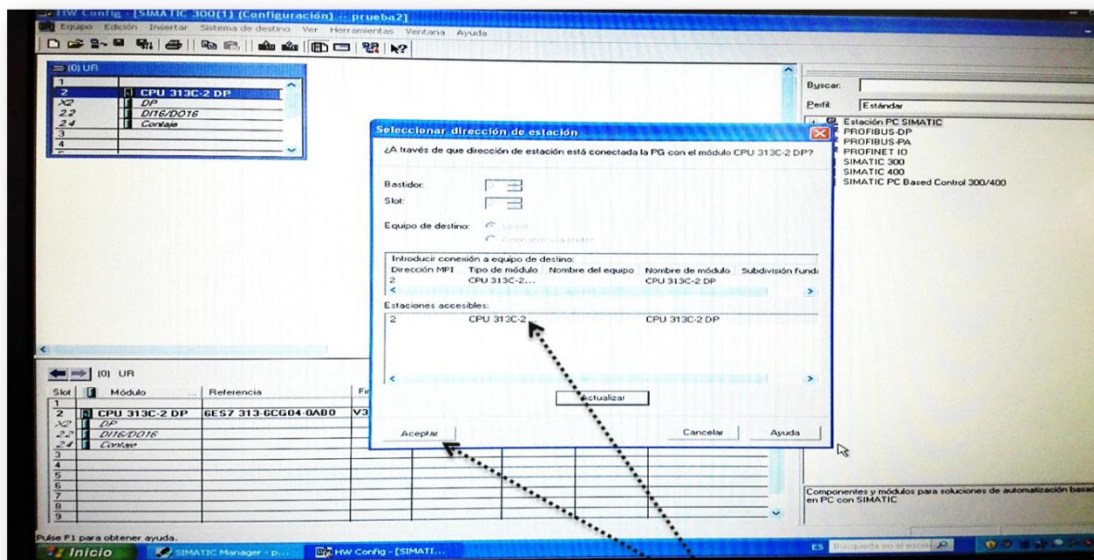 HW Config - [SIMATIC 300(1) (Configuración) -- prueba2]
Equipo Edición Insertar Sistema de destino Ver Herramientas Ventana Ayuda
(0) UR
1
2 CPU 313C-2 DP
X2 DP
2.2 DI16/DO16
2.4 Contaje
3
4
Buscar:
Perfil: Estándar
Estación PC SIMATIC
PROFIBUS-DP
PROFIBUS-PA
PROFINET IO
SIMATIC 300
SIMATIC 400
SIMATIC PC Based Control 300/400
Seleccionar dirección de estación
¿A través de que dirección de estación está conectada la PG con el módulo CPU 313C-2 DP?
Bastidor:
Slot:
Equipo de destino: Local
Introducir conexión a equipo de destino:
Dirección MPI Tipo de módulo Nombre del equipo Nombre de módulo Subdivisión funda
2 CPU 313C-2... CPU 313C-2 DP
Estaciones accesibles:
2 CPU 313C-2... CPU 313C-2 DP
Actualizar
Aceptar Cancelar Ayuda
(0) UR
Slot Módulo ... Referencia
1
2 CPU 313C-2 DP 6ES7 313-6CG04-0AB0 V3
X2 DP
2.2 DI16/DO16
2.4 Contaje
3
4
5
6
7
8
9
Componentes y módulos para soluciones de automatización basad
en PC con SIMATIC
Pulse F1 para obtener ayuda.
Inicio SIMATIC Manager - p... HW Config - [SIMATI... ES Búsqueda en el escrit